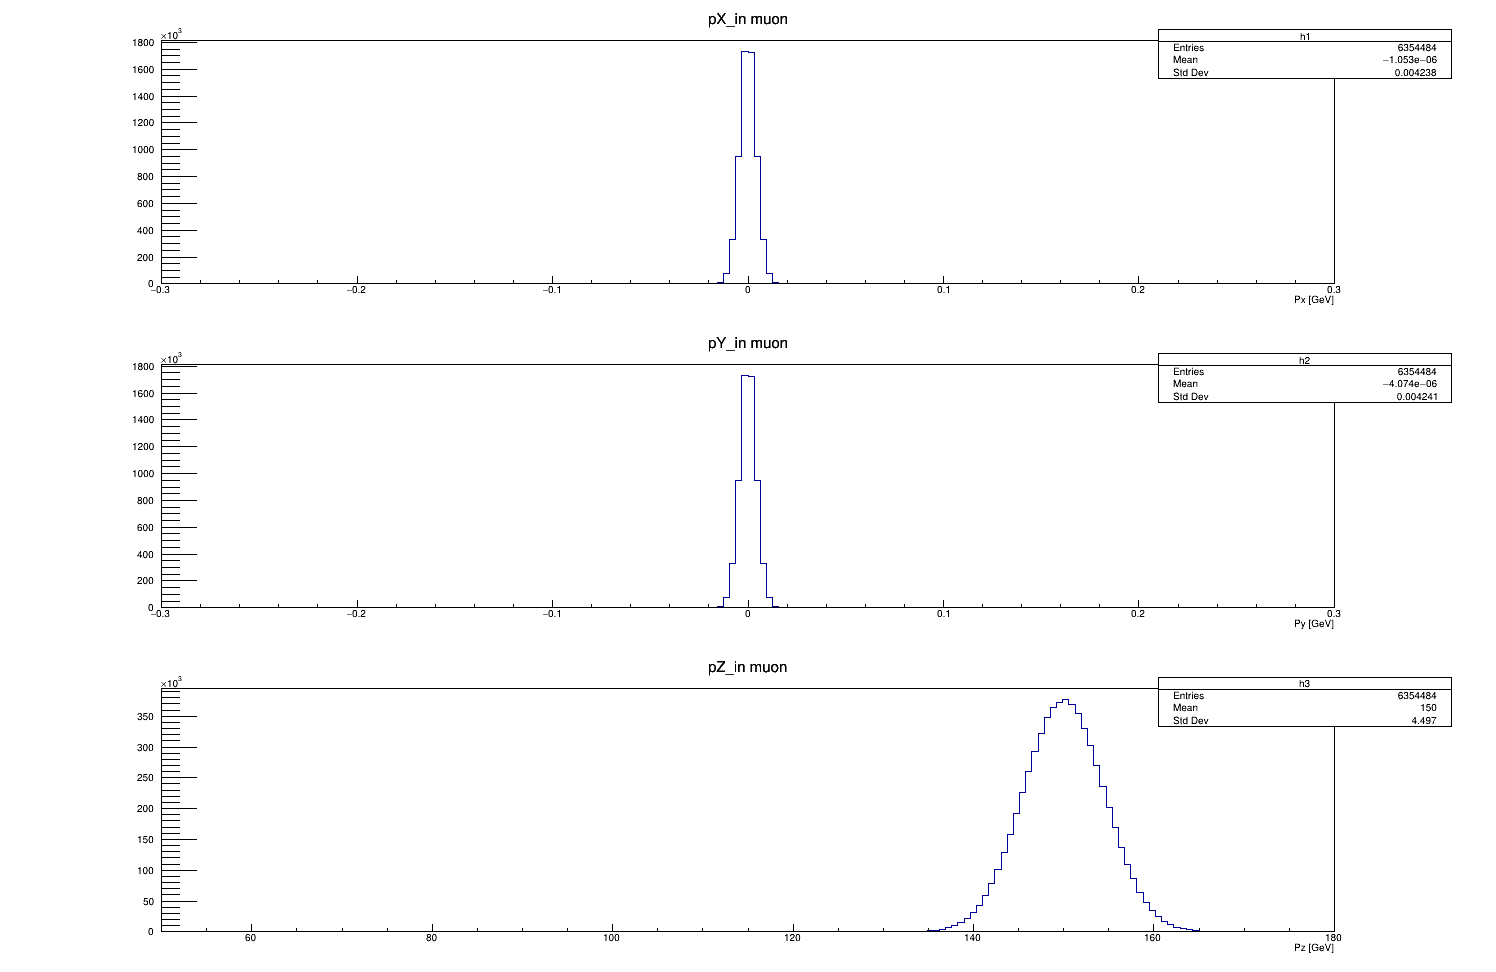 pX_in muon
×10³
h1
Entries 6354484
Mean −1.053e−06
Std Dev 0.004238
1800
1600
1400
1200
1000
800
600
400
200
0
−0.3 −0.2 −0.1 0 0.1 0.2 0.3
Px [GeV]
pY_in muon
×10³
h2
Entries 6354484
Mean −4.074e−06
Std Dev 0.004241
1800
1600
1400
1200
1000
800
600
400
200
0
−0.3 −0.2 −0.1 0 0.1 0.2 0.3
Py [GeV]
pZ_in muon
×10³
h3
Entries 6354484
Mean 150
Std Dev 4.497
350
300
250
200
150
100
50
0
60 80 100 120 140 160 180
Pz [GeV]